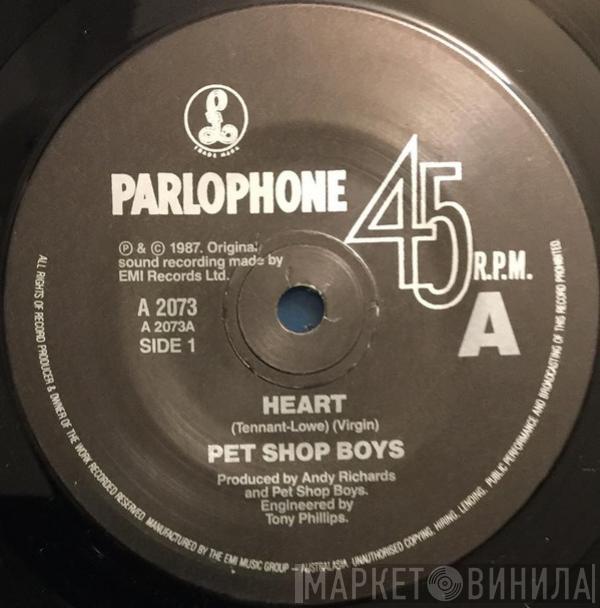 £
TRADE MARK
PARLOPHONE
45
R.P.M.
Ⓟ & © 1987. Original
sound recording made by
EMI Records Ltd.
A 2073
A 2073A
SIDE 1
A
HEART
(Tennant-Lowe) (Virgin)
PET SHOP BOYS
Produced by Andy Richards
and Pet Shop Boys.
Engineered by
Tony Phillips.
ALL RIGHTS OF RECORD PRODUCER & OWNER OF THE WORK RECORDED RESERVED. MANUFACTURED BY THE EMI MUSIC GROUP — AUSTRALASIA. UNAUTHORISED COPYING, HIRING, LENDING, PUBLIC PERFORMANCE AND BROADCASTING OF THIS RECORD PROHIBITED.
МАРКЕТ ВИНИЛА